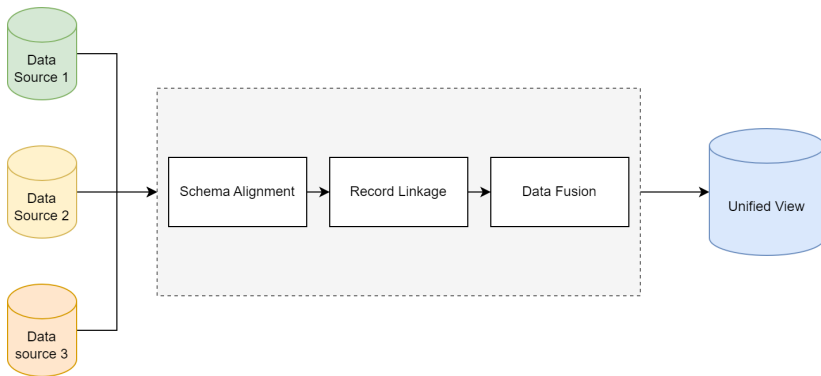 Data
Source 1
Data
Source 2
Data
source 3
Schema Alignment
Record Linkage
Data Fusion
Unified View